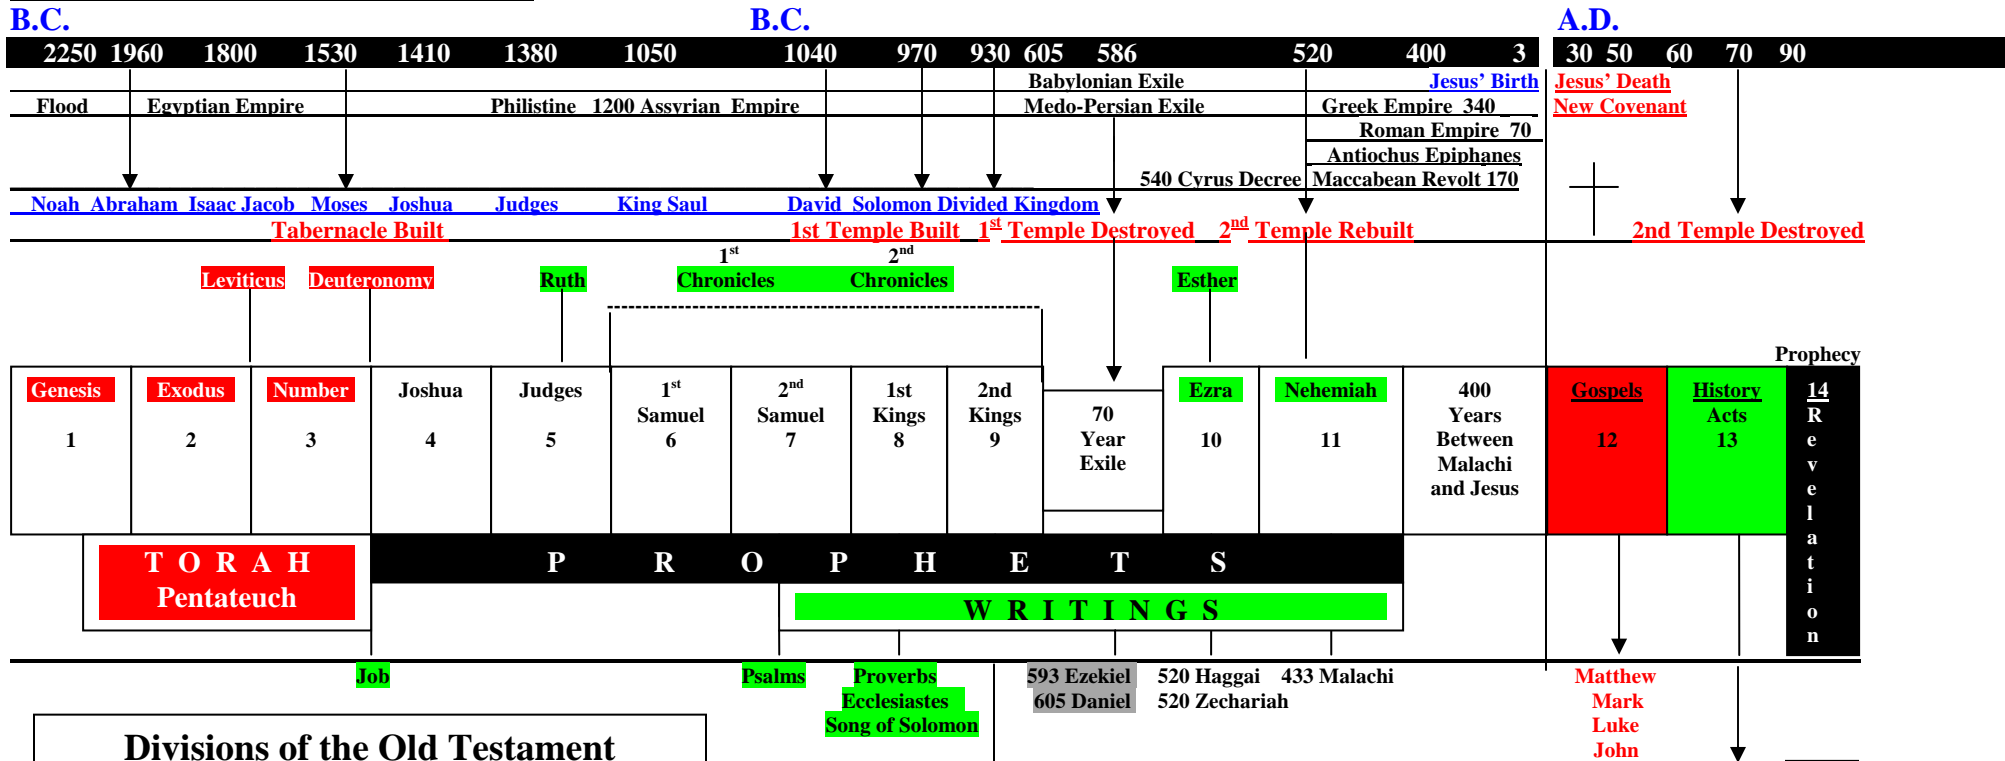 B.C. B.C. A.D.
2250 1960 1800 1530 1410 1380 1050 1040 970 930 605 586 520 400 3 30 50 60 70 90
Babylonian Exile Jesus' Birth Jesus' Death
Flood Egyptian Empire Philistine 1200 Assyrian Empire Medo-Persian Exile Greek Empire 340 New Covenant
Roman Empire 70
Antiochus Epiphanes
540 Cyrus Decree Maccabean Revolt 170
Noah Abraham Isaac Jacob Moses Joshua Judges King Saul David Solomon Divided Kingdom
Tabernacle Built 1st Temple Built 1st Temple Destroyed 2nd Temple Rebuilt 2nd Temple Destroyed
1st 2nd
Leviticus Deuteronomy Ruth Chronicles Chronicles Esther
Prophecy
Genesis
1
Exodus
2
Number
3
Joshua
4
Judges
5
1st
Samuel
6
2nd
Samuel
7
1st
Kings
8
2nd
Kings
9
70
Year
Exile
Ezra
10
Nehemiah
11
400
Years
Between
Malachi
and Jesus
Gospels
12
History
Acts
13
14
R
e
v
e
l
a
t
i
o
n
T O R A H
Pentateuch
P R O P H E T S
W R I T I N G S
Job
Psalms
Proverbs
Ecclesiastes
Song of Solomon
593 Ezekiel
605 Daniel
520 Haggai
520 Zechariah
433 Malachi
Matthew
Mark
Luke
John
Divisions of the Old Testament